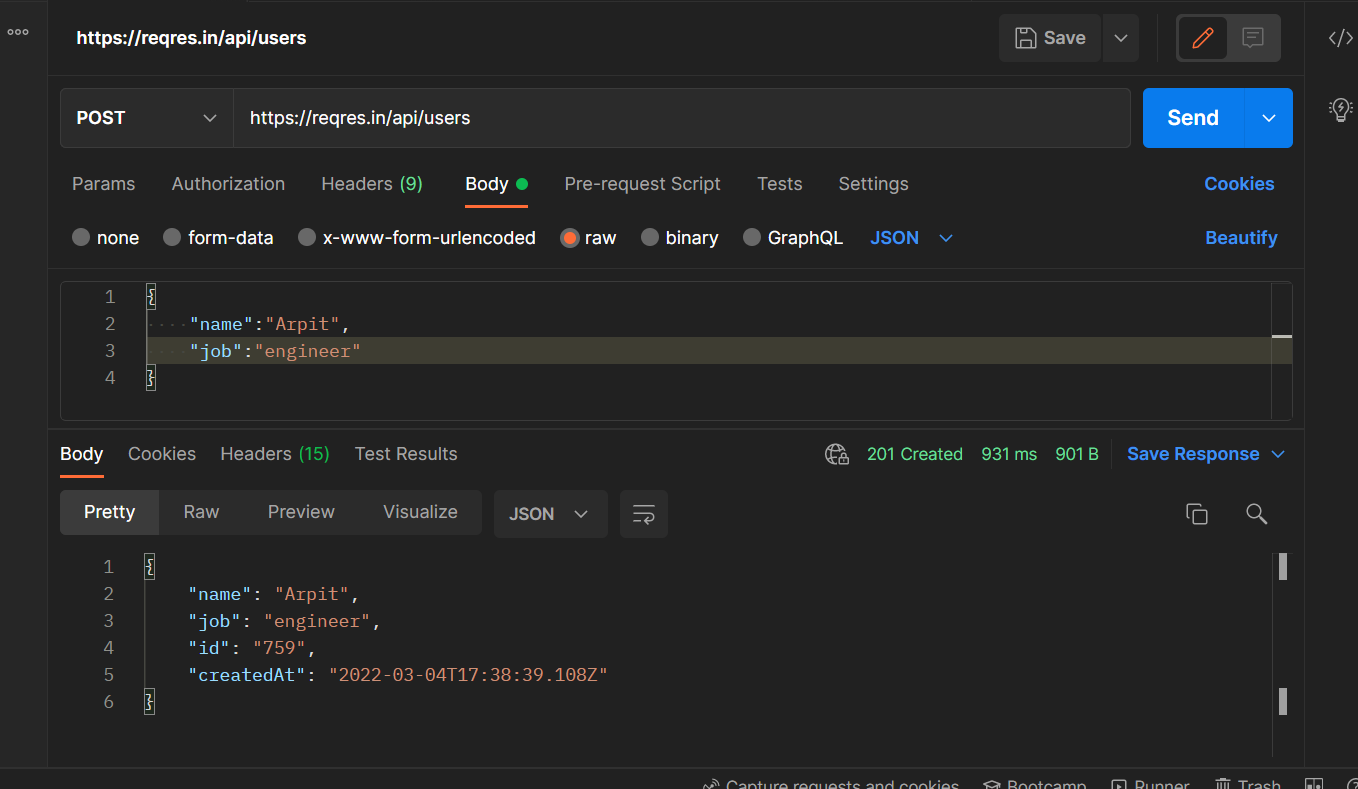 https://reqres.in/api/users
Save
POST
https://reqres.in/api/users
Send
Params Authorization Headers (9) Body Pre-request Script Tests Settings Cookies
none form-data x-www-form-urlencoded raw binary GraphQL JSON Beautify
1 {
2 "name":"Arpit",
3 "job":"engineer"
4 }
Body Cookies Headers (15) Test Results 201 Created 931 ms 901 B Save Response
Pretty Raw Preview Visualize JSON
1 {
2 "name": "Arpit",
3 "job": "engineer",
4 "id": "759",
5 "createdAt": "2022-03-04T17:38:39.108Z"
6 }
Capture requests and cookies Bootcamp Runner Trash